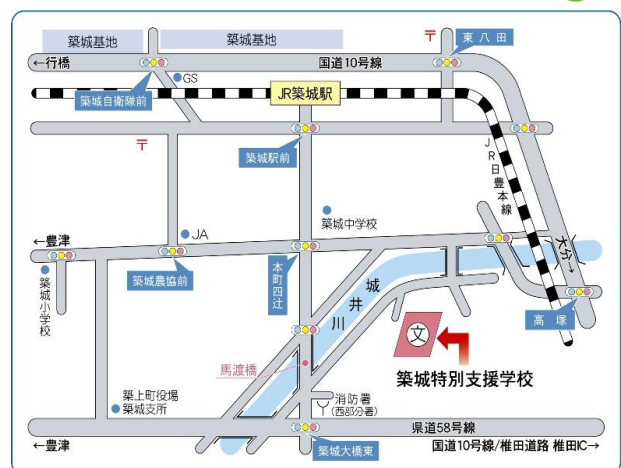 築城基地
築城基地
〒
東八田
←行橋
国道10号線
GS
築城自衛隊前
JR築城駅
〒
築城駅前
JR日豊本線
築城中学校
JA
←豊津
大分→
築城小学校
築城農協前
本町四辻
城井川
高塚
文
馬渡橋
築城特別支援学校
築上町役場
築城支所
消防署
(西部分署)
県道58号線
←豊津
築城大橋東
国道10号線/椎田道路 椎田IC→